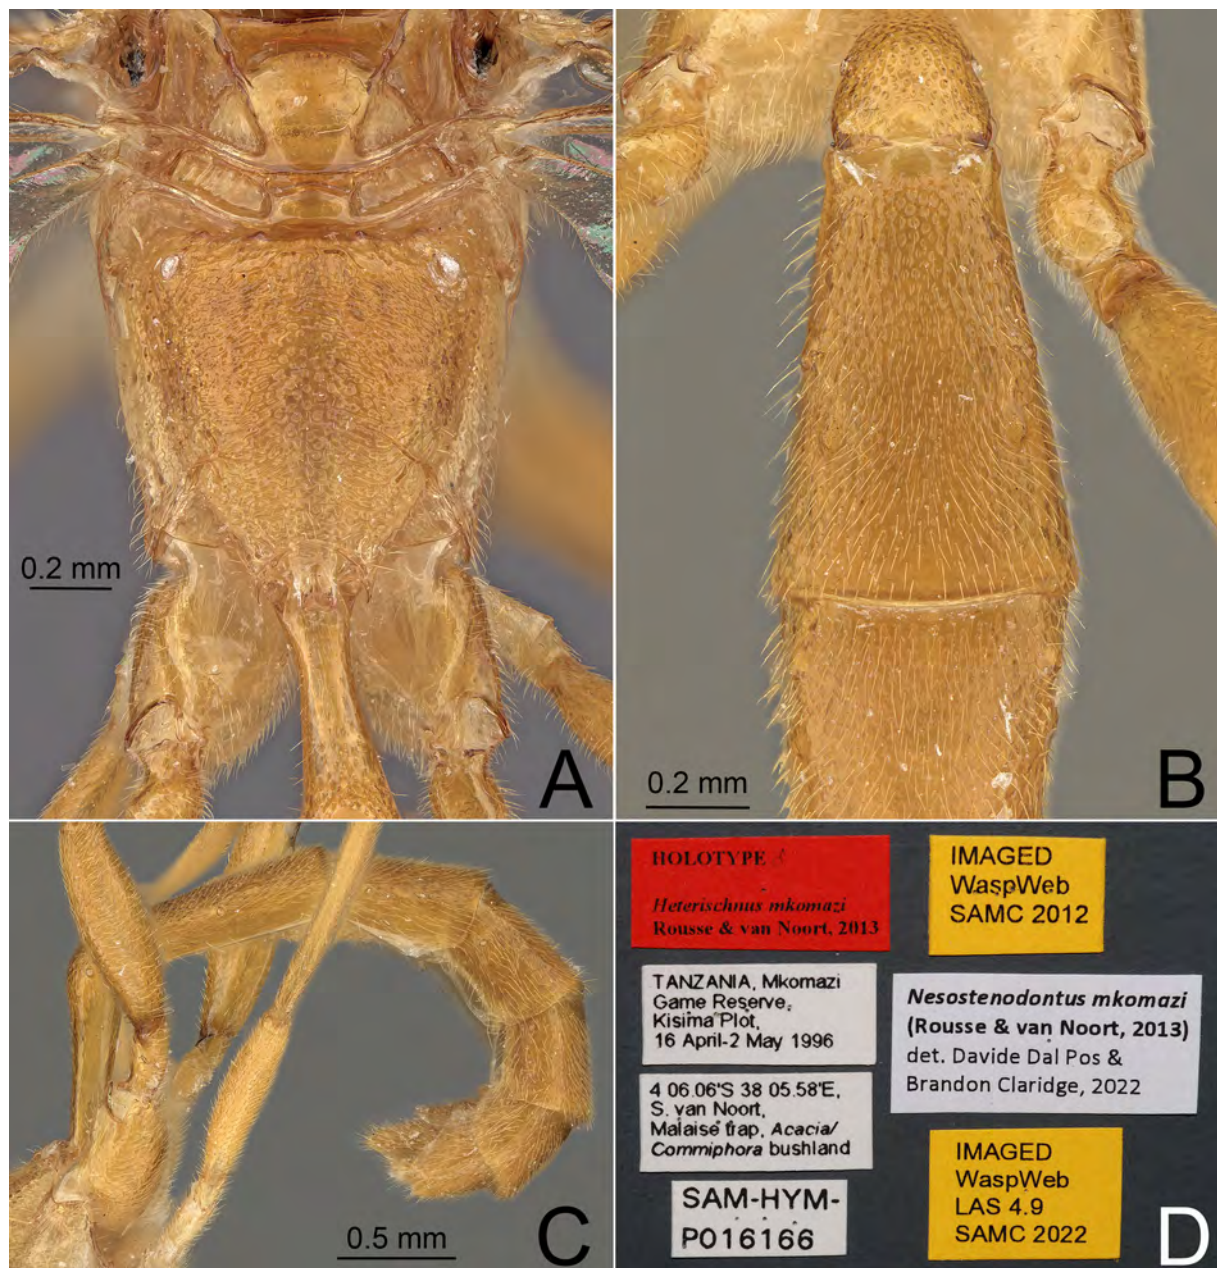 0.2 mm
A
0.2 mm
B
0.5 mm
C
HOLOTYPE ♂
Heterischnus mkomazi
Rousse & van Noort, 2013
TANZANIA, Mkomazi
Game Reserve,
Kisima Plot,
16 April-2 May 1996
4 06.06'S 38 05.58'E,
S. van Noort,
Malaise trap, Acacia/
Commiphora bushland
SAM-HYM-
P016166
IMAGED
WaspWeb
SAMC 2012
Nesostenodontus mkomazi
(Rousse & van Noort, 2013)
det. Davide Dal Pos &
Brandon Claridge, 2022
IMAGED
WaspWeb
LAS 4.9
SAMC 2022
D